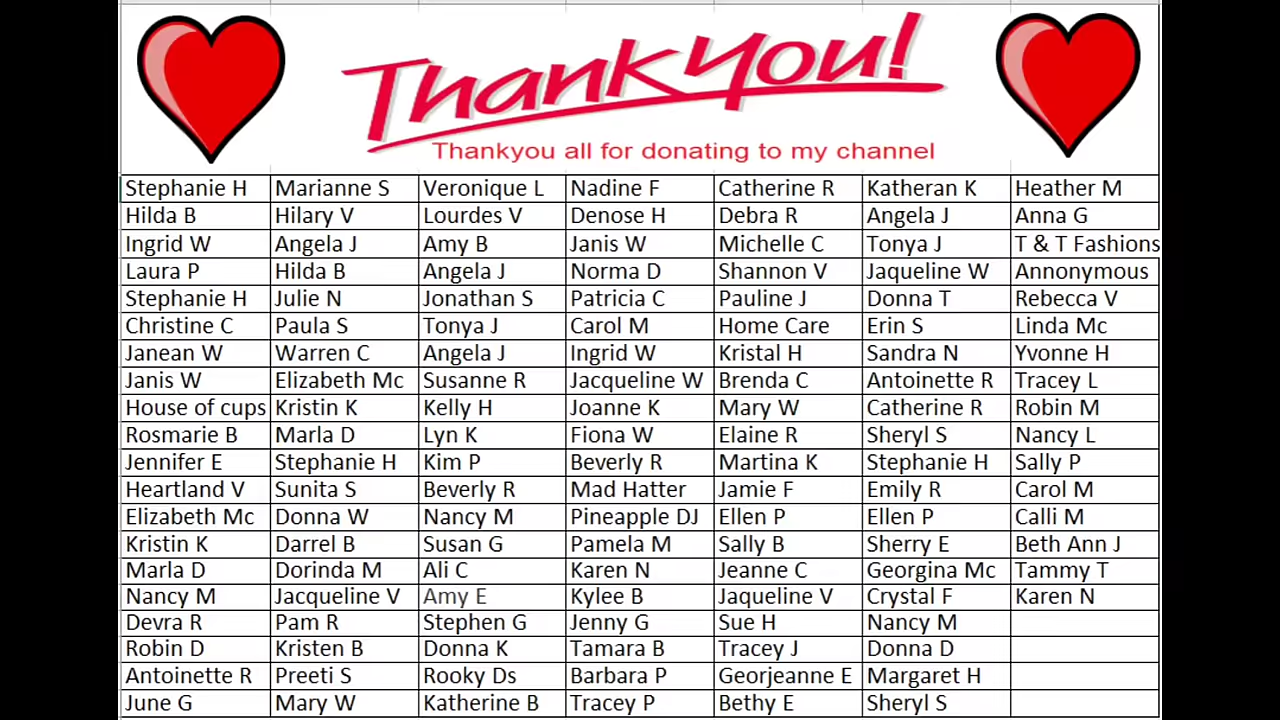 Thankyou!
Thankyou all for donating to my channel
Stephanie H Marianne S Veronique L Nadine F Catherine R Katheran K Heather M
Hilda B Hilary V Lourdes V Denose H Debra R Angela J Anna G
Ingrid W Angela J Amy B Janis W Michelle C Tonya J T & T Fashions
Laura P Hilda B Angela J Norma D Shannon V Jaqueline W Annonymous
Stephanie H Julie N Jonathan S Patricia C Pauline J Donna T Rebecca V
Christine C Paula S Tonya J Carol M Home Care Erin S Linda Mc
Janean W Warren C Angela J Ingrid W Kristal H Sandra N Yvonne H
Janis W Elizabeth Mc Susanne R Jacqueline W Brenda C Antoinette R Tracey L
House of cups Kristin K Kelly H Joanne K Mary W Catherine R Robin M
Rosmarie B Marla D Lyn K Fiona W Elaine R Sheryl S Nancy L
Jennifer E Stephanie H Kim P Beverly R Martina K Stephanie H Sally P
Heartland V Sunita S Beverly R Mad Hatter Jamie F Emily R Carol M
Elizabeth Mc Donna W Nancy M Pineapple DJ Ellen P Ellen P Calli M
Kristin K Darrel B Susan G Pamela M Sally B Sherry E Beth Ann J
Marla D Dorinda M Ali C Karen N Jeanne C Georgina Mc Tammy T
Nancy M Jacqueline V Amy E Kylee B Jaqueline V Crystal F Karen N
Devra R Pam R Stephen G Jenny G Sue H Nancy M
Robin D Kristen B Donna K Tamara B Tracey J Donna D
Antoinette R Preeti S Rooky Ds Barbara P Georjeanne E Margaret H
June G Mary W Katherine B Tracey P Bethy E Sheryl S